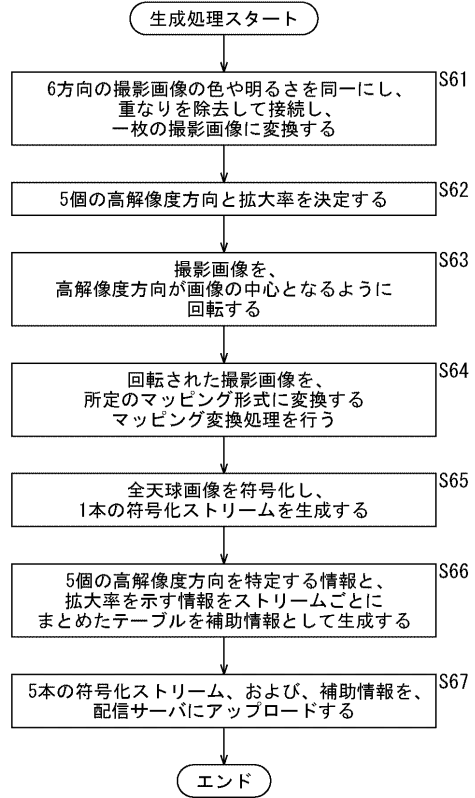 生成処理スタート
S61
6方向の撮影画像の色や明るさを同一にし、
重なりを除去して接続し、
一枚の撮影画像に変換する
S62
5個の高解像度方向と拡大率を決定する
S63
撮影画像を、
高解像度方向が画像の中心となるように
回転する
S64
回転された撮影画像を、
所定のマッピング形式に変換する
マッピング変換処理を行う
S65
全天球画像を符号化し、
1本の符号化ストリームを生成する
S66
5個の高解像度方向を特定する情報と、
拡大率を示す情報をストリームごとに
まとめたテーブルを補助情報として生成する
S67
5本の符号化ストリーム、および、補助情報を、
配信サーバにアップロードする
エンド